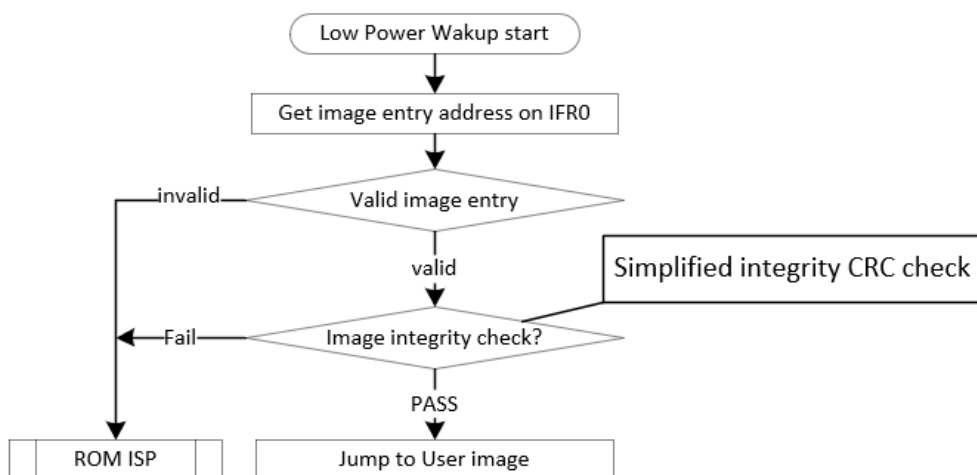 Low Power Wakup start
Get image entry address on IFR0
invalid
Valid image entry
valid
Simplified integrity CRC check
Fail
Image integrity check?
PASS
ROM ISP
Jump to User image